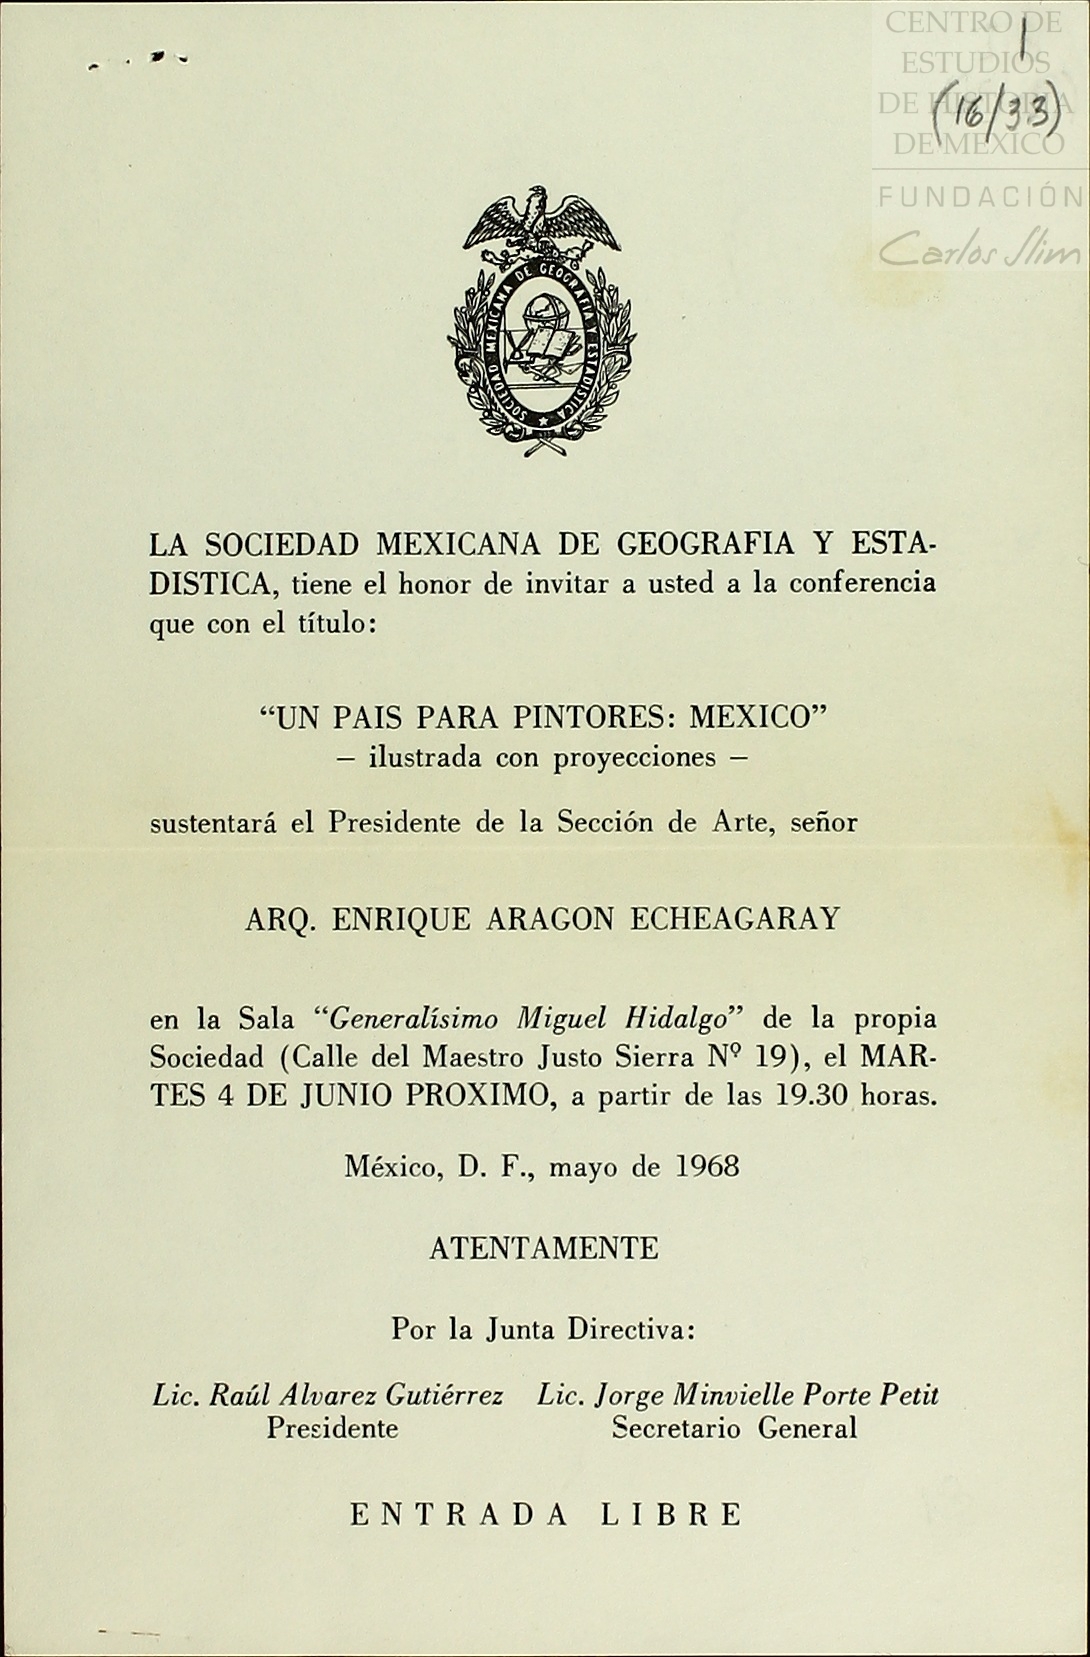 CENTRO DE
ESTUDIOS
DE HISTORIA
DE MEXICO
FUNDACIÓN
Carlos Slim
1
(16/33)
SOCIEDAD MEXICANA DE GEOGRAFIA Y ESTADISTICA
LA SOCIEDAD MEXICANA DE GEOGRAFIA Y ESTA-
DISTICA, tiene el honor de invitar a usted a la conferencia
que con el título:
“UN PAIS PARA PINTORES: MEXICO”
— ilustrada con proyecciones —
sustentará el Presidente de la Sección de Arte, señor
ARQ. ENRIQUE ARAGON ECHEAGARAY
en la Sala “Generalísimo Miguel Hidalgo” de la propia
Sociedad (Calle del Maestro Justo Sierra Nº 19), el MAR-
TES 4 DE JUNIO PROXIMO, a partir de las 19.30 horas.
México, D. F., mayo de 1968
ATENTAMENTE
Por la Junta Directiva:
Lic. Raúl Alvarez Gutiérrez Lic. Jorge Minvielle Porte Petit
Presidente Secretario General
ENTRADA LIBRE